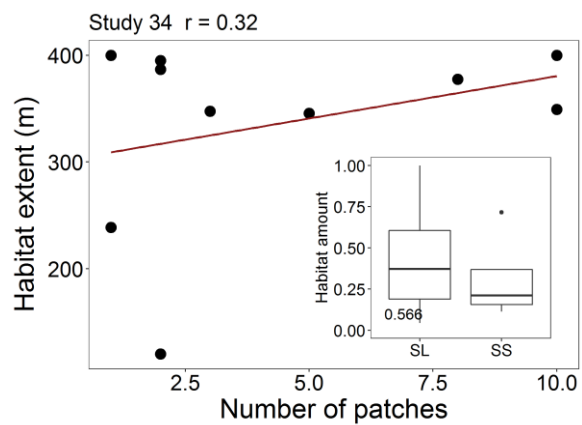 Study 34 r = 0.32
Habitat extent (m)
400
300
200
2.5
5.0
7.5
10.0
Number of patches
Habitat amount
1.00
0.75
0.50
0.25
0.00
0.566
SL
SS